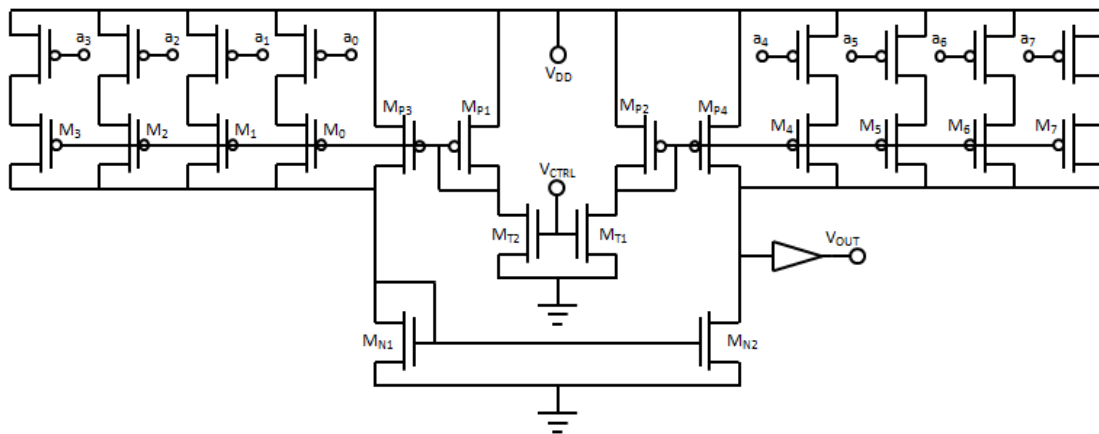 a3 a2 a1 a0 VDD a4 a5 a6 a7
MP3 MP1 MP2 MP4
M3 M2 M1 M0 M4 M5 M6 M7
VCTRL
MT2 MT1
VOUT
MN1 MN2